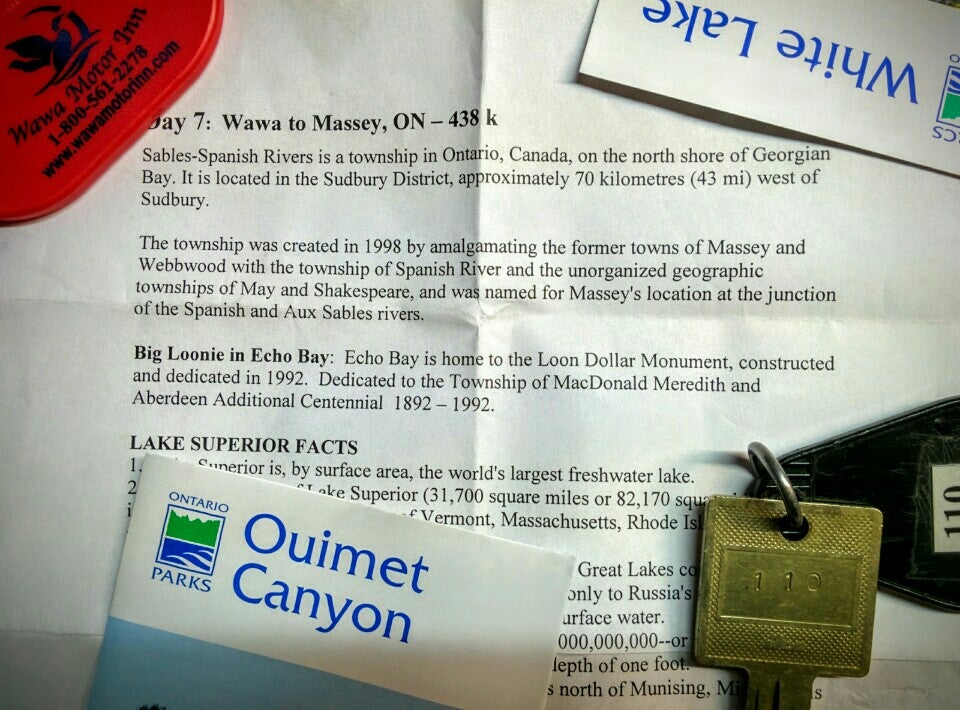 Wawa Motor Inn
1-800-561-2278
www.wawamotorinn.com
White Lake
Day 7: Wawa to Massey, ON – 438 k
Sables-Spanish Rivers is a township in Ontario, Canada, on the north shore of Georgian
Bay. It is located in the Sudbury District, approximately 70 kilometres (43 mi) west of
Sudbury.
The township was created in 1998 by amalgamating the former towns of Massey and
Webbwood with the township of Spanish River and the unorganized geographic
townships of May and Shakespeare, and was named for Massey's location at the junction
of the Spanish and Aux Sables rivers.
Big Loonie in Echo Bay: Echo Bay is home to the Loon Dollar Monument, constructed
and dedicated in 1992. Dedicated to the Township of MacDonald Meredith and
Aberdeen Additional Centennial 1892 – 1992.
LAKE SUPERIOR FACTS
1. Superior is, by surface area, the world's largest freshwater lake.
2 Lake Superior (31,700 square miles or 82,170
of Vermont, Massachusetts, Rhode
Great Lakes
only to Russia's
surface water.
000,000,000--or
depth of one foot.
s north of Munising,
ONTARIO
PARKS
Ouimet
Canyon
110
110